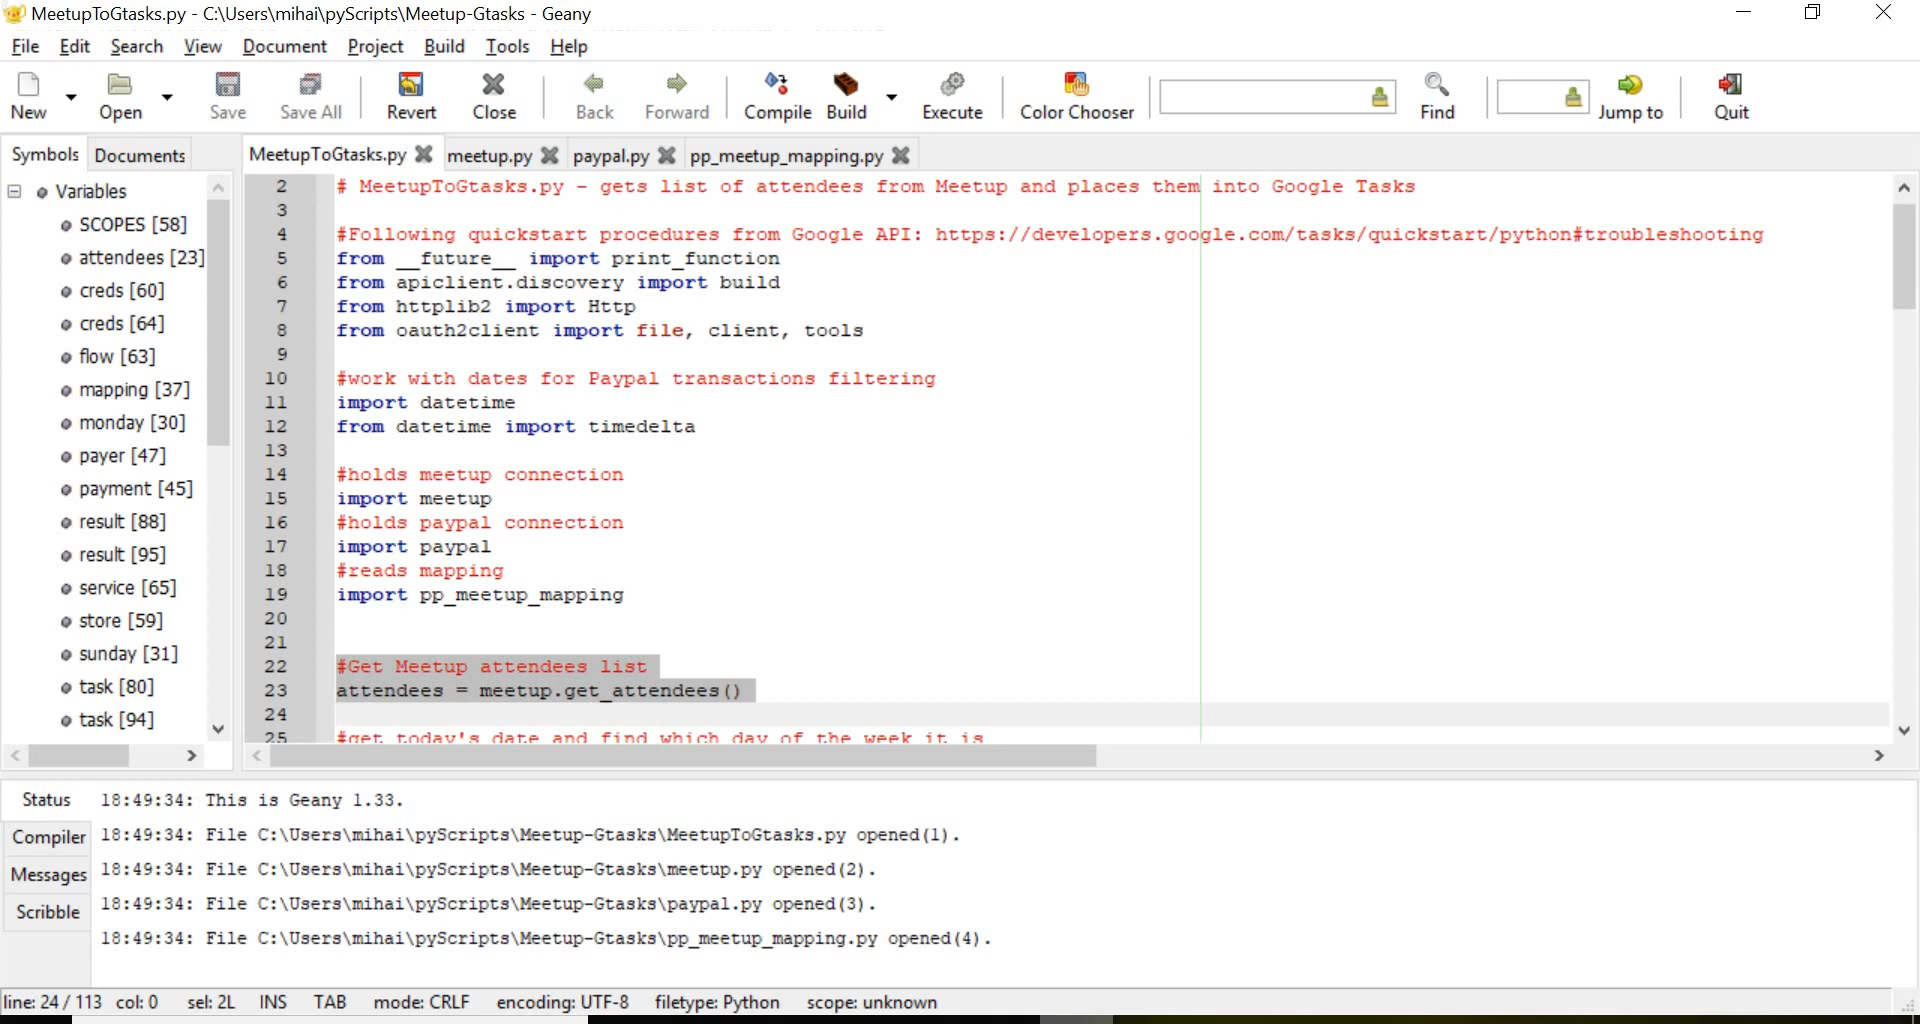 MeetupToGtasks.py - C:\Users\mihai\pyScripts\Meetup-Gtasks - Geany
File Edit Search View Document Project Build Tools Help
New Open Save Save All Revert Close Back Forward Compile Build Execute Color Chooser Find Jump to Quit
Symbols Documents
MeetupToGtasks.py meetup.py paypal.py pp_meetup_mapping.py
Variables
SCOPES [58]
attendees [23]
creds [60]
creds [64]
flow [63]
mapping [37]
monday [30]
payer [47]
payment [45]
result [88]
result [95]
service [65]
store [59]
sunday [31]
task [80]
task [94]
2 # MeetupToGtasks.py - gets list of attendees from Meetup and places them into Google Tasks
3
4 #Following quickstart procedures from Google API: https://developers.google.com/tasks/quickstart/python#troubleshooting
5 from __future__ import print_function
6 from apiclient.discovery import build
7 from httplib2 import Http
8 from oauth2client import file, client, tools
9
10 #work with dates for Paypal transactions filtering
11 import datetime
12 from datetime import timedelta
13
14 #holds meetup connection
15 import meetup
16 #holds paypal connection
17 import paypal
18 #reads mapping
19 import pp_meetup_mapping
20
21
22 #Get Meetup attendees list
23 attendees = meetup.get_attendees()
24
25 #get today's date and find which day of the week it is
Status
Compiler
Messages
Scribble
18:49:34: This is Geany 1.33.
18:49:34: File C:\Users\mihai\pyScripts\Meetup-Gtasks\MeetupToGtasks.py opened(1).
18:49:34: File C:\Users\mihai\pyScripts\Meetup-Gtasks\meetup.py opened(2).
18:49:34: File C:\Users\mihai\pyScripts\Meetup-Gtasks\paypal.py opened(3).
18:49:34: File C:\Users\mihai\pyScripts\Meetup-Gtasks\pp_meetup_mapping.py opened(4).
line: 24 / 113 col: 0 sel: 2L INS TAB mode: CRLF encoding: UTF-8 filetype: Python scope: unknown